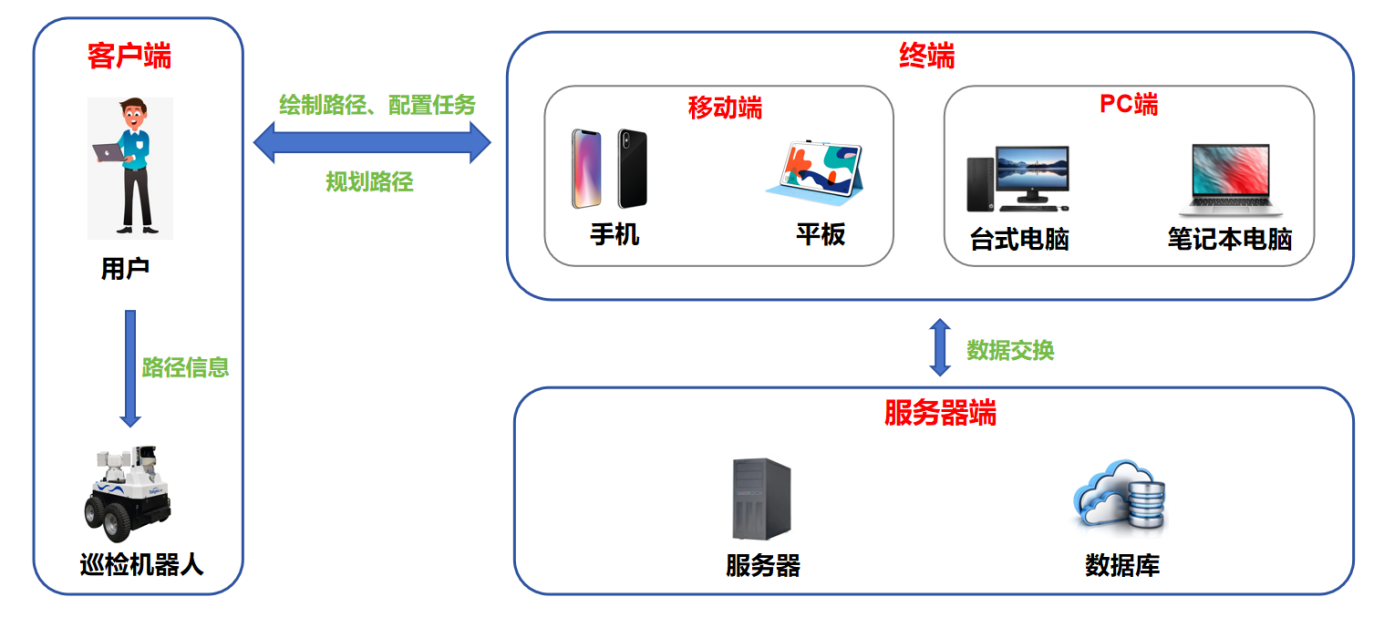 客户端
用户
路径信息
巡检机器人
绘制路径、配置任务
规划路径
终端
移动端
手机
平板
PC端
台式电脑
笔记本电脑
数据交换
服务器端
服务器
数据库